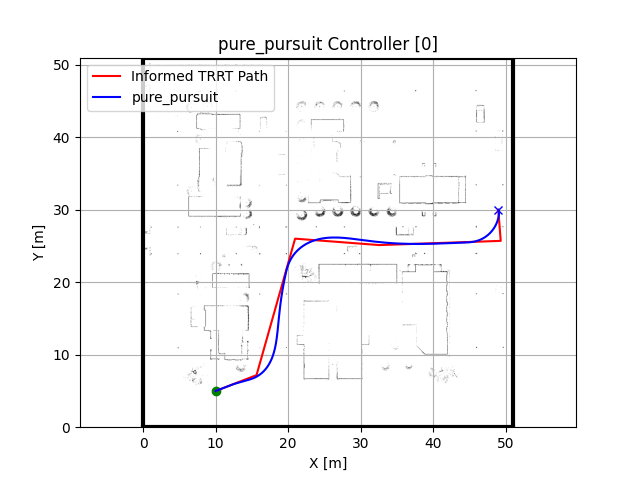 pure_pursuit Controller [0]
Informed TRRT Path
pure_pursuit
50
40
30
20
10
0
Y [m]
0 10 20 30 40 50
X [m]